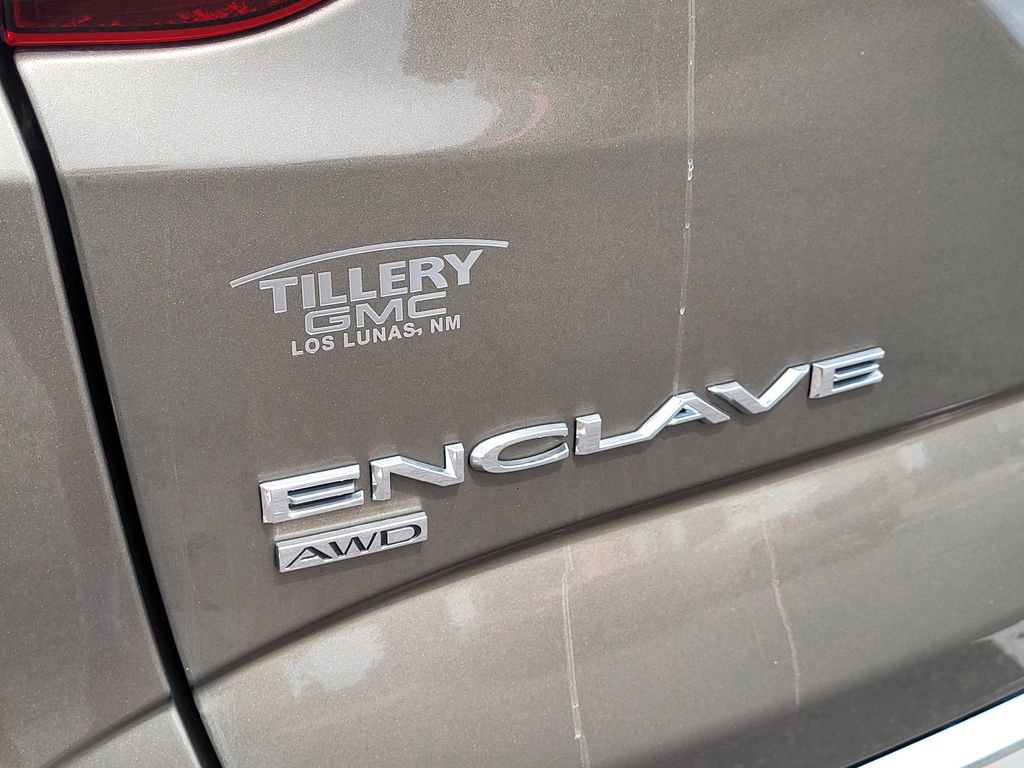 TILLERY
GMC
LOS LUNAS, NM
ENCLAVE
AWD